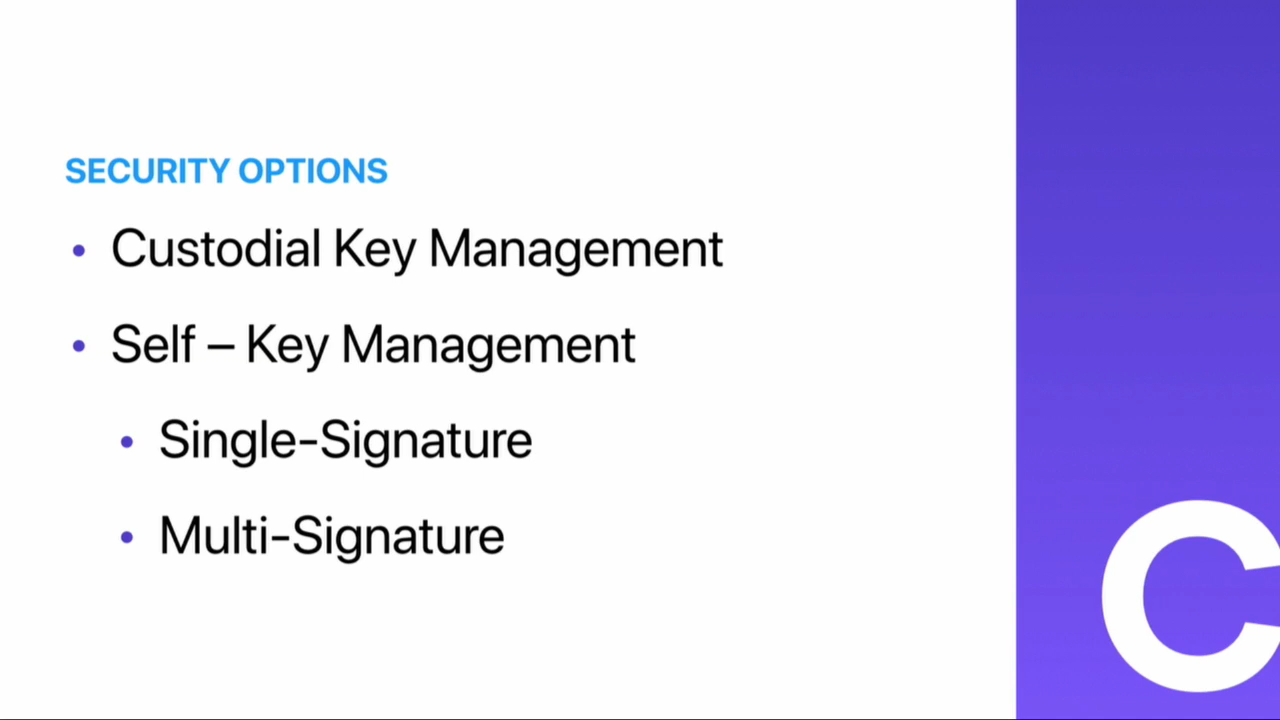 SECURITY OPTIONS
• Custodial Key Management
• Self – Key Management
• Single-Signature
• Multi-Signature
C